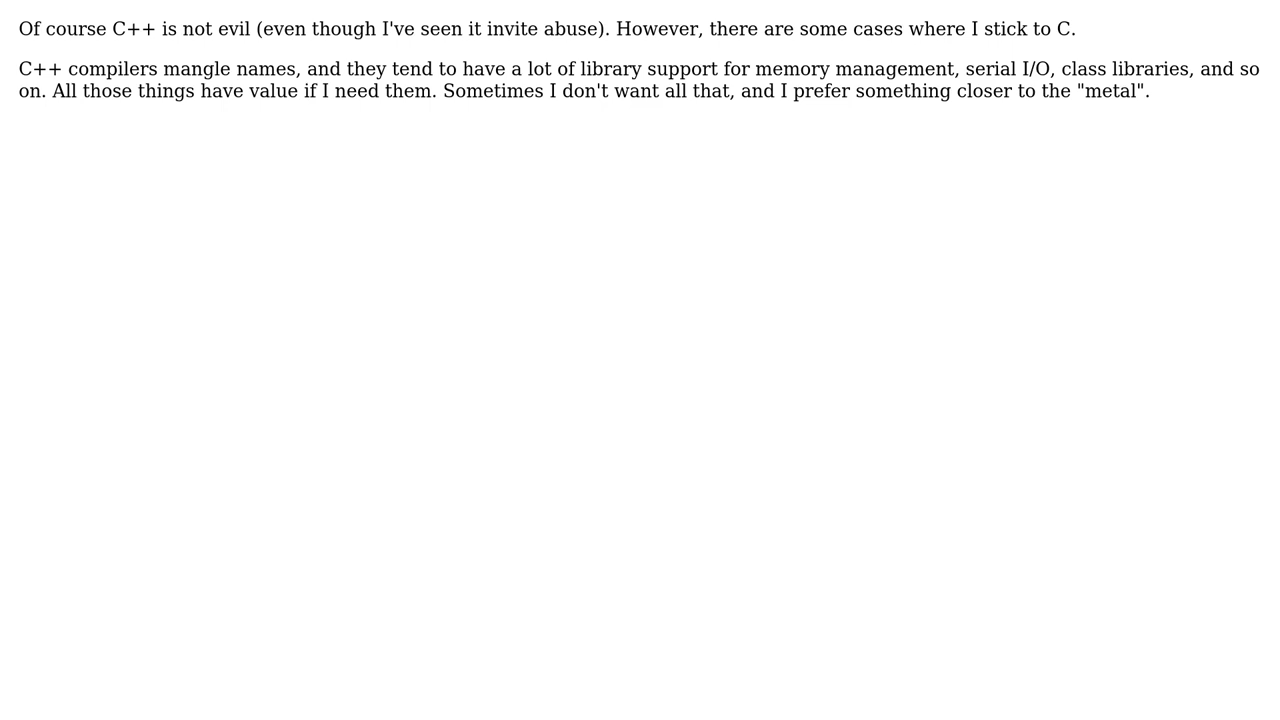 Of course C++ is not evil (even though I've seen it invite abuse). However, there are some cases where I stick to C.
C++ compilers mangle names, and they tend to have a lot of library support for memory management, serial I/O, class libraries, and so
on. All those things have value if I need them. Sometimes I don't want all that, and I prefer something closer to the "metal".